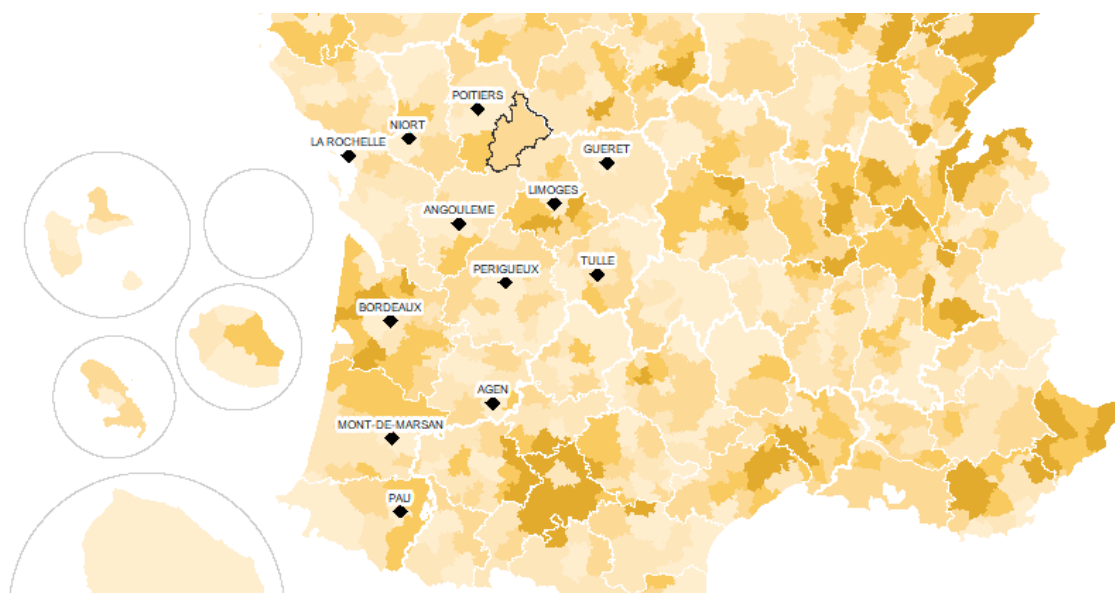 POITIERS
NIORT
LA ROCHELLE
GUERET
LIMOGES
ANGOULEME
TULLE
PERIGUEUX
BORDEAUX
AGEN
MONT-DE-MARSAN
PAU